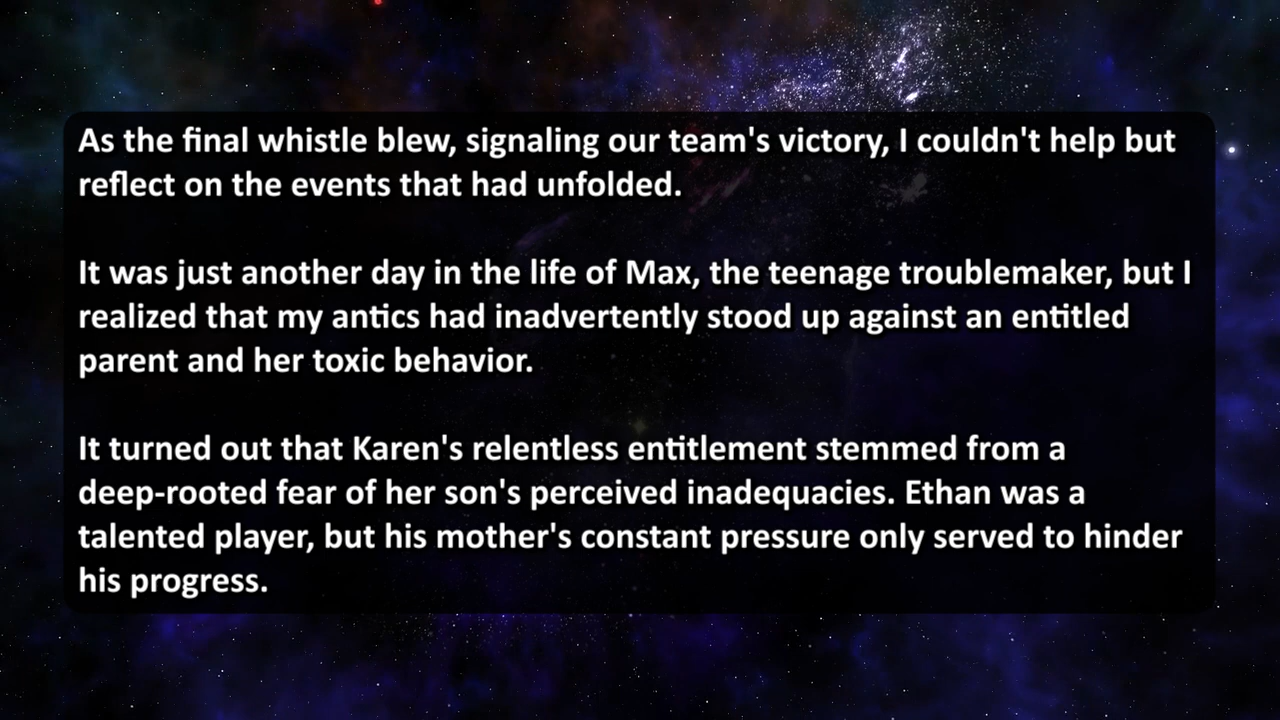 As the final whistle blew, signaling our team's victory, I couldn't help but
reflect on the events that had unfolded.
It was just another day in the life of Max, the teenage troublemaker, but I
realized that my antics had inadvertently stood up against an entitled
parent and her toxic behavior.
It turned out that Karen's relentless entitlement stemmed from a
deep-rooted fear of her son's perceived inadequacies. Ethan was a
talented player, but his mother's constant pressure only served to hinder
his progress.